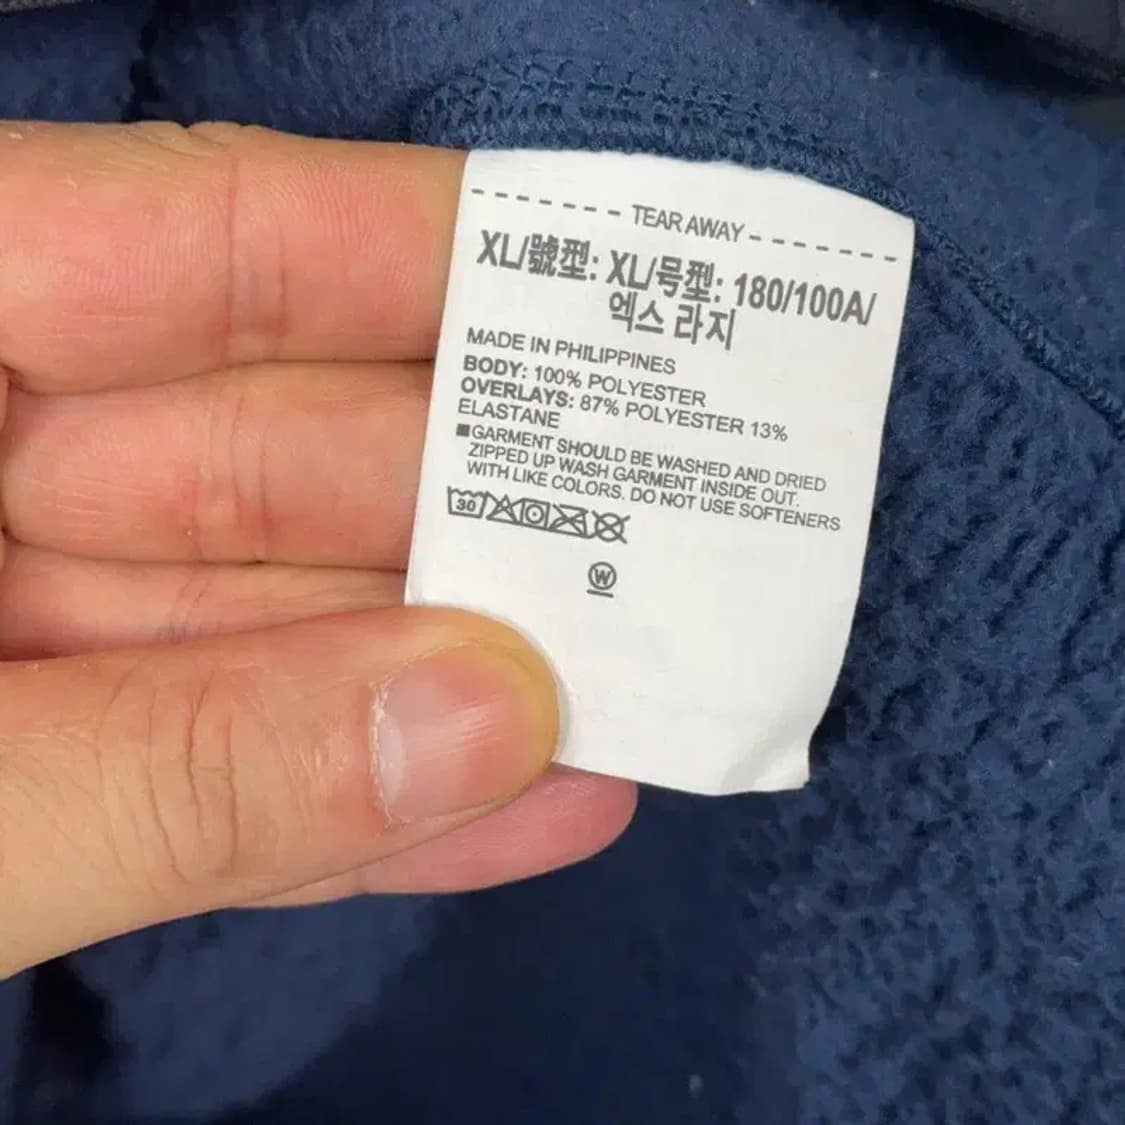 TEAR AWAY
XL/號型: XL/号型: 180/100A/
엑스 라지
MADE IN PHILIPPINES
BODY: 100% POLYESTER
OVERLAYS: 87% POLYESTER 13%
ELASTANE
■GARMENT SHOULD BE WASHED AND DRIED
ZIPPED UP WASH GARMENT INSIDE OUT.
WITH LIKE COLORS. DO NOT USE SOFTENERS
30
W